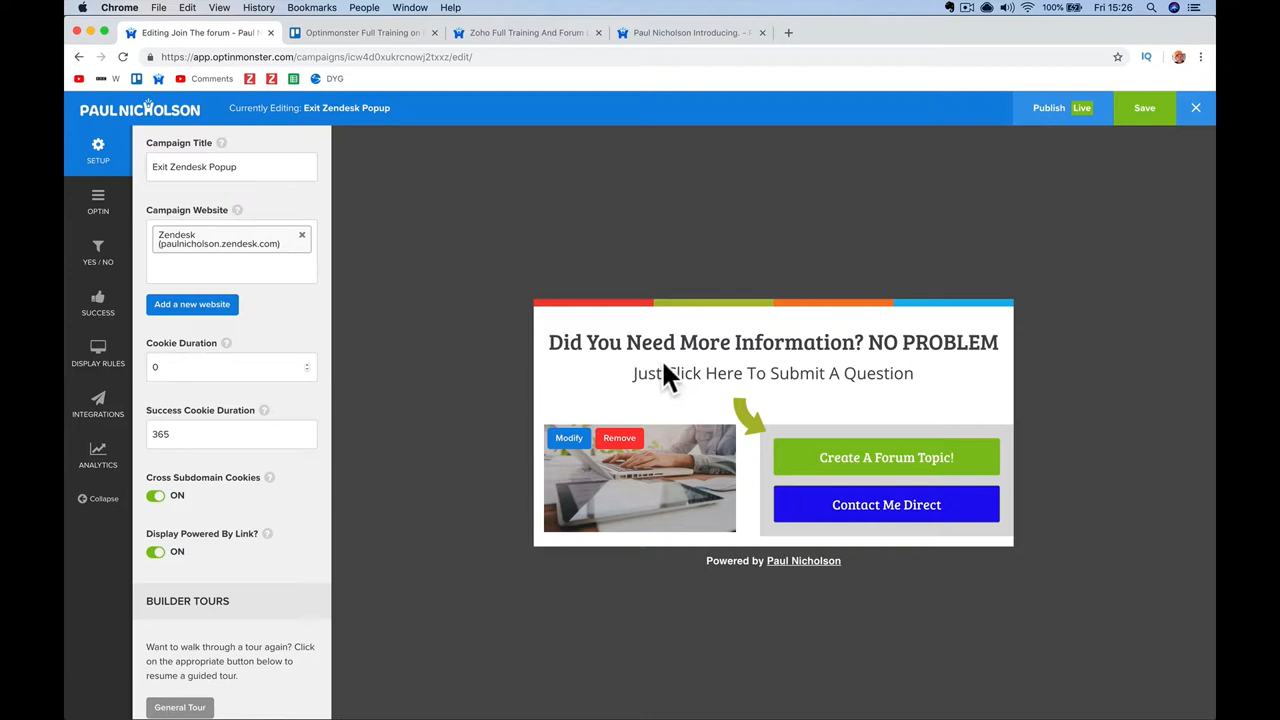 Chrome File Edit View History Bookmarks People Window Help
100% Fri 15:26
Editing Join The forum - Paul N
Optinmonster Full Training on
Zoho Full Training And Forum
Paul Nicholson Introducing. -
https://app.optinmonster.com/campaigns/icw4d0xukrcnowj2txxz/edit/
IQ
W
Comments
DYG
PAUL NICHOLSON
Currently Editing: Exit Zendesk Popup
Publish Live
Save
SETUP
OPTIN
YES / NO
SUCCESS
DISPLAY RULES
INTEGRATIONS
ANALYTICS
Collapse
Campaign Title ?
Exit Zendesk Popup
Campaign Website ?
Zendesk
(paulnicholson.zendesk.com)
Add a new website
Cookie Duration ?
0
Success Cookie Duration ?
365
Cross Subdomain Cookies ?
ON
Display Powered By Link? ?
ON
BUILDER TOURS
Want to walk through a tour again? Click
on the appropriate button below to
resume a guided tour.
General Tour
Did You Need More Information? NO PROBLEM
Just Click Here To Submit A Question
Modify Remove
Create A Forum Topic!
Contact Me Direct
Powered by Paul Nicholson